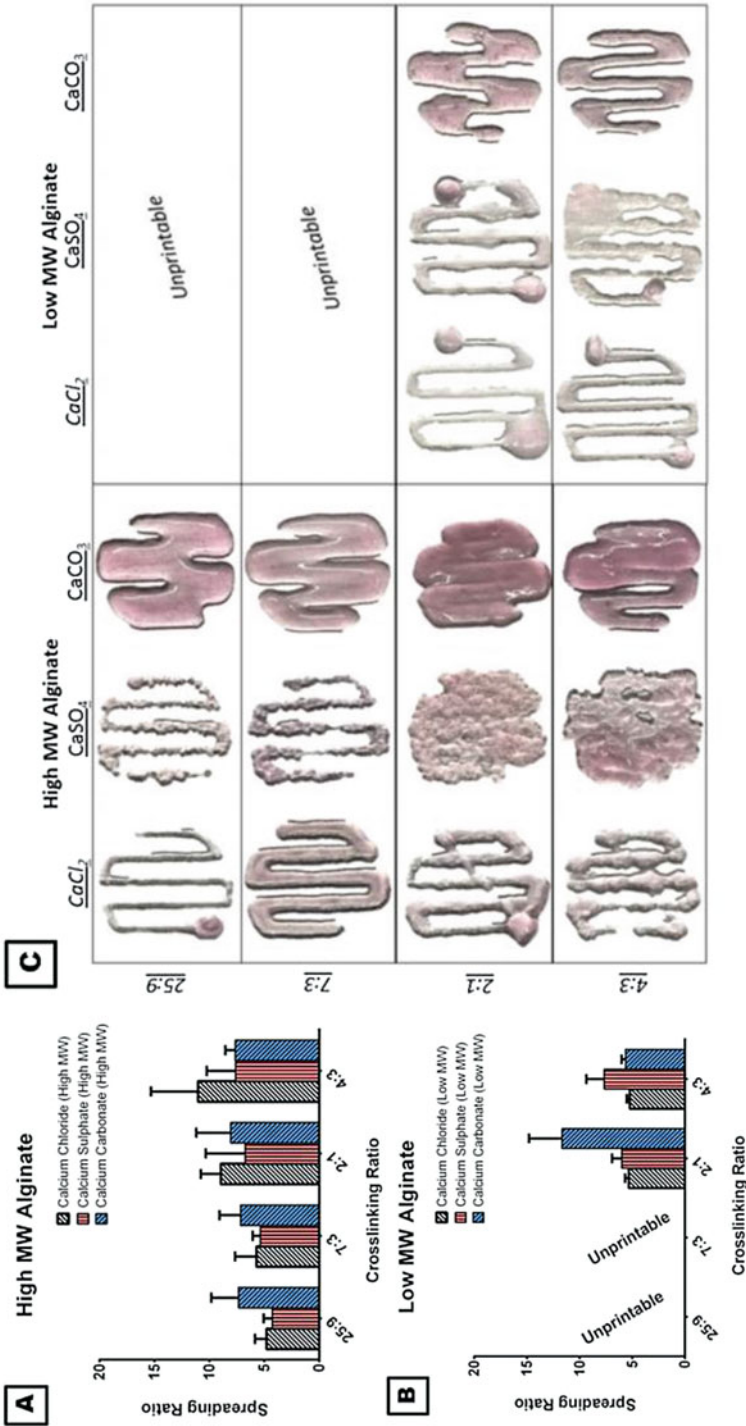 A
High MW Alginate
Calcium Chloride (High MW)
Calcium Sulphate (High MW)
Calcium Carbonate (High MW)
Spreading Ratio
20
15
10
5
0
25:9
7:3
2:1
4:3
Crosslinking Ratio
B
Low MW Alginate
Calcium Chloride (Low MW)
Calcium Sulphate (Low MW)
Calcium Carbonate (Low MW)
Spreading Ratio
20
15
10
5
0
Unprintable
Unprintable
25:9
7:3
2:1
4:3
Crosslinking Ratio
C
High MW Alginate
Low MW Alginate
CaCl₂
CaSO₄
CaCO₃
CaCl₂
CaSO₄
CaCO₃
25:9
Unprintable
7:3
Unprintable
2:1
4:3